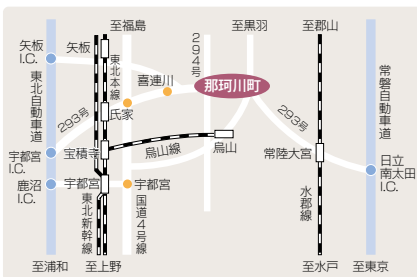 至福島
至黒羽
至郡山
矢板
I.C.
矢板
東北本線
294号
喜連川
那珂川町
東北自動車道
293号
氏家
293号
常磐自動車道
宇都宮
I.C.
宝積寺
烏山線
烏山
常陸大宮
日立
南太田
I.C.
鹿沼
I.C.
宇都宮
宇都宮
東北新幹線
国道4号線
水郡線
至浦和
至上野
至水戸
至東京